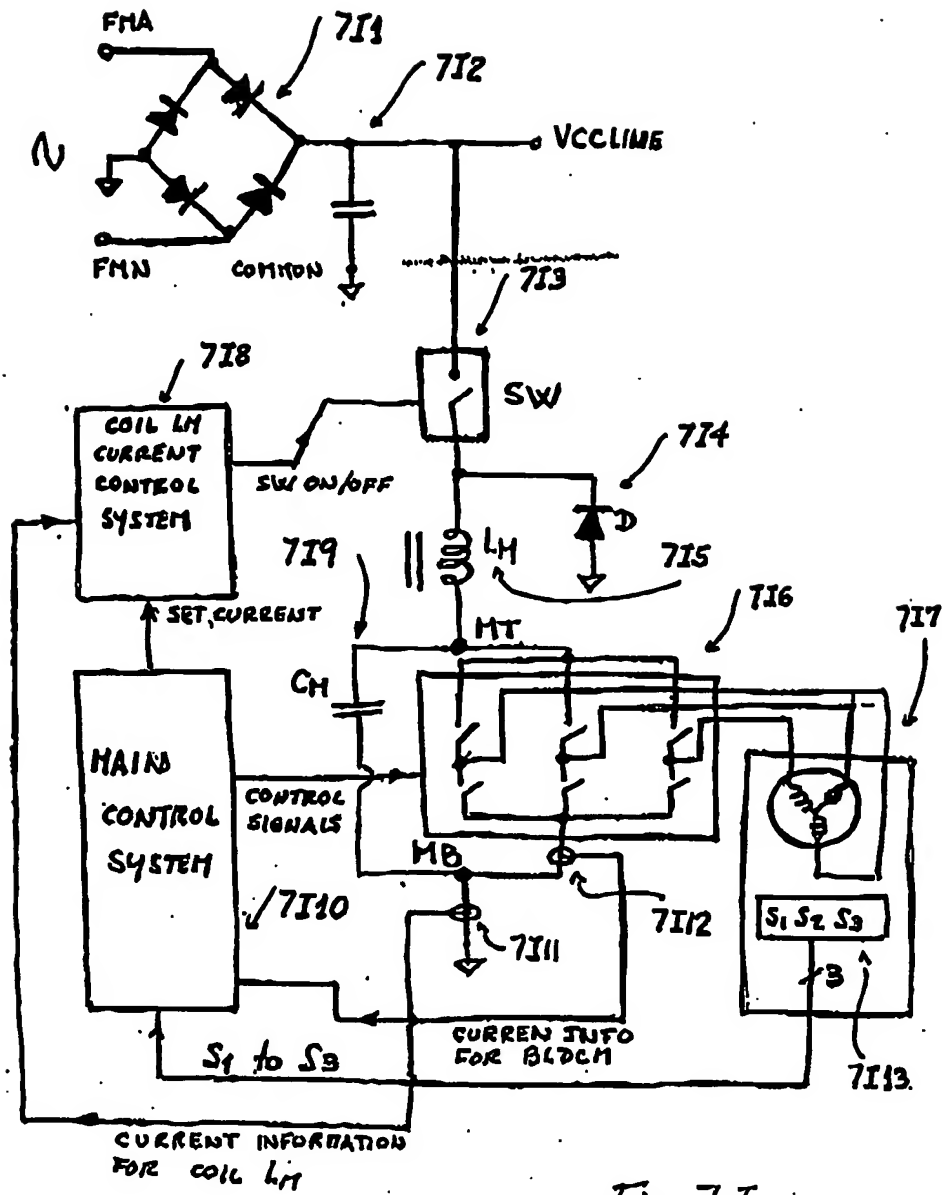 FMA
7I1
7I2
VCCLINE
FMN
COMMON
7I3
SW
7I8
COIL LM
CURRENT
CONTROL
SYSTEM
SW ON/OFF
7I4
D
LM
7I5
7I9
SET CURRENT
MT
7I6
7I7
CM
MAIN
CONTROL
SYSTEM
CONTROL
SIGNALS
MB
7I10
7I11
7I12
S1 S2 S3
3
CURREN INFO
FOR BLDCM
S1 to S3
7I13
CURRENT INFORMATION
FOR COIL LM